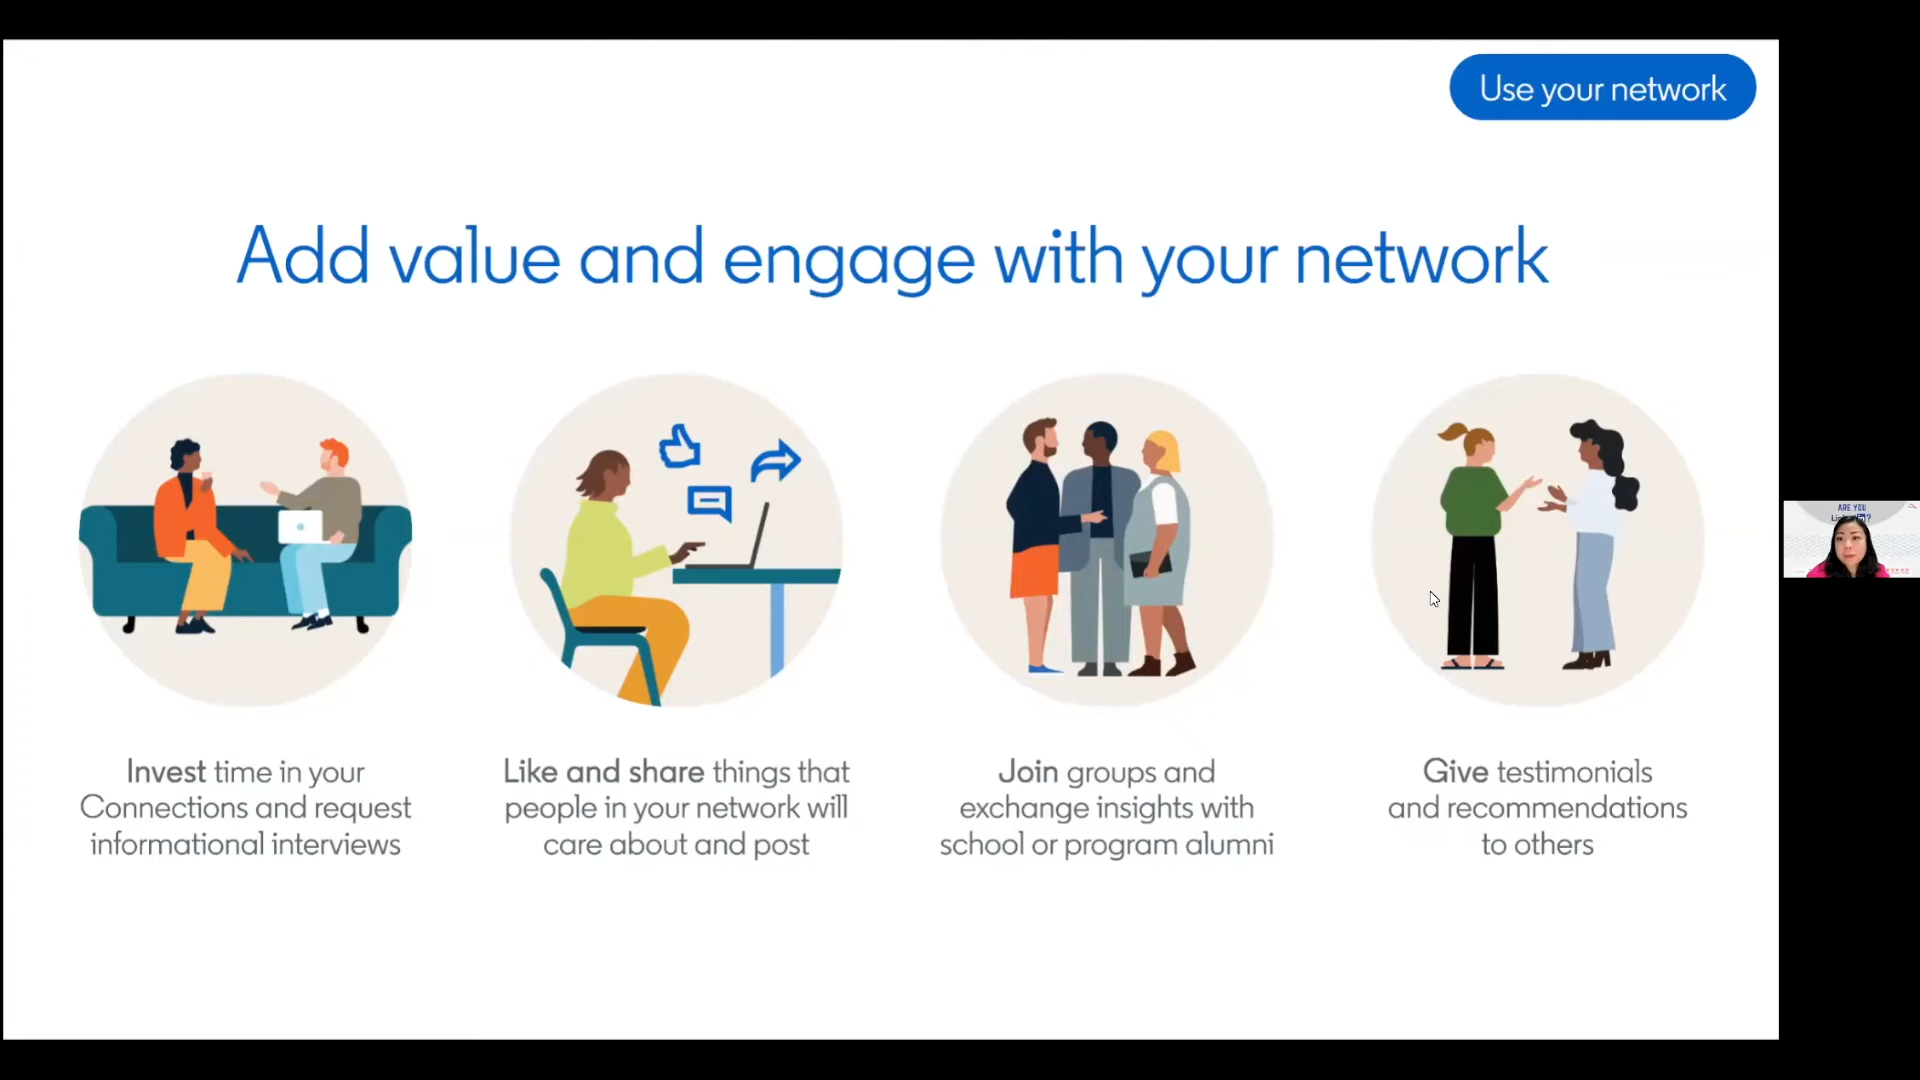 Use your network
Add value and engage with your network
Invest time in your
Connections and request
informational interviews
Like and share things that
people in your network will
care about and post
Join groups and
exchange insights with
school or program alumni
Give testimonials
and recommendations
to others
ARE YOU